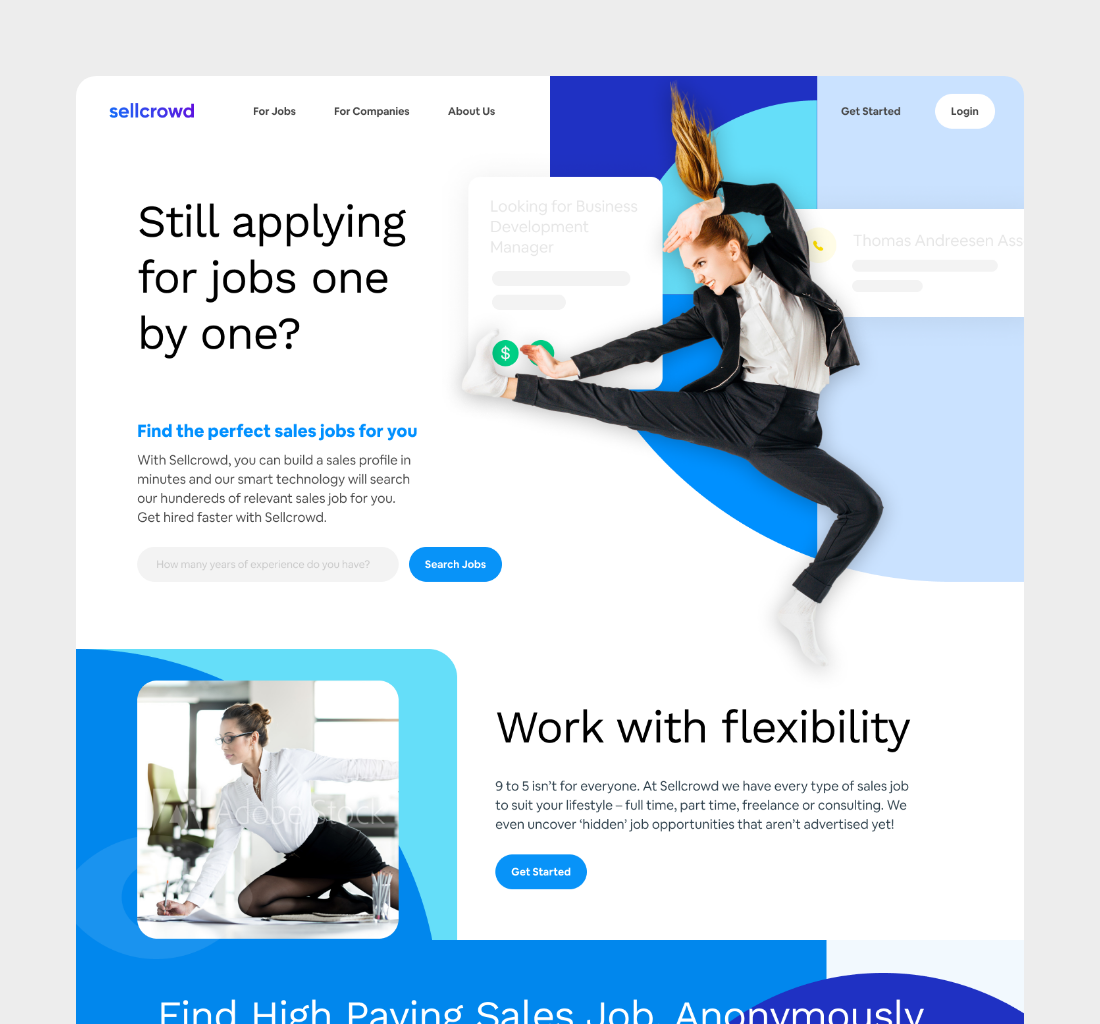 sellcrowd
For Jobs
For Companies
About Us
Get Started
Login
Still applying
for jobs one
by one?
Looking for Business
Development
Manager
$
Thomas Andreesen Ass
Find the perfect sales jobs for you
With Sellcrowd, you can build a sales profile in
minutes and our smart technology will search
our hundereds of relevant sales job for you.
Get hired faster with Sellcrowd.
How many years of experience do you have?
Search Jobs
Adobe Stock
Work with flexibility
9 to 5 isn’t for everyone. At Sellcrowd we have every type of sales job
to suit your lifestyle – full time, part time, freelance or consulting. We
even uncover ‘hidden’ job opportunities that aren’t advertised yet!
Get Started
Find High Paying Sales Job, Anonymously